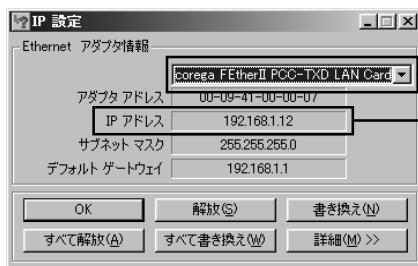 IP 設定
Ethernet アダプタ情報
corega FEtherII PCC-TXD LAN Card
アダプタ アドレス 00-09-41-00-00-07
IP アドレス 192.168.1.12
サブネット マスク 255.255.255.0
デフォルト ゲートウェイ 192.168.1.1
OK 解放(S) 書き換え(N)
すべて解放(A) すべて書き換え(W) 詳細(M) >>